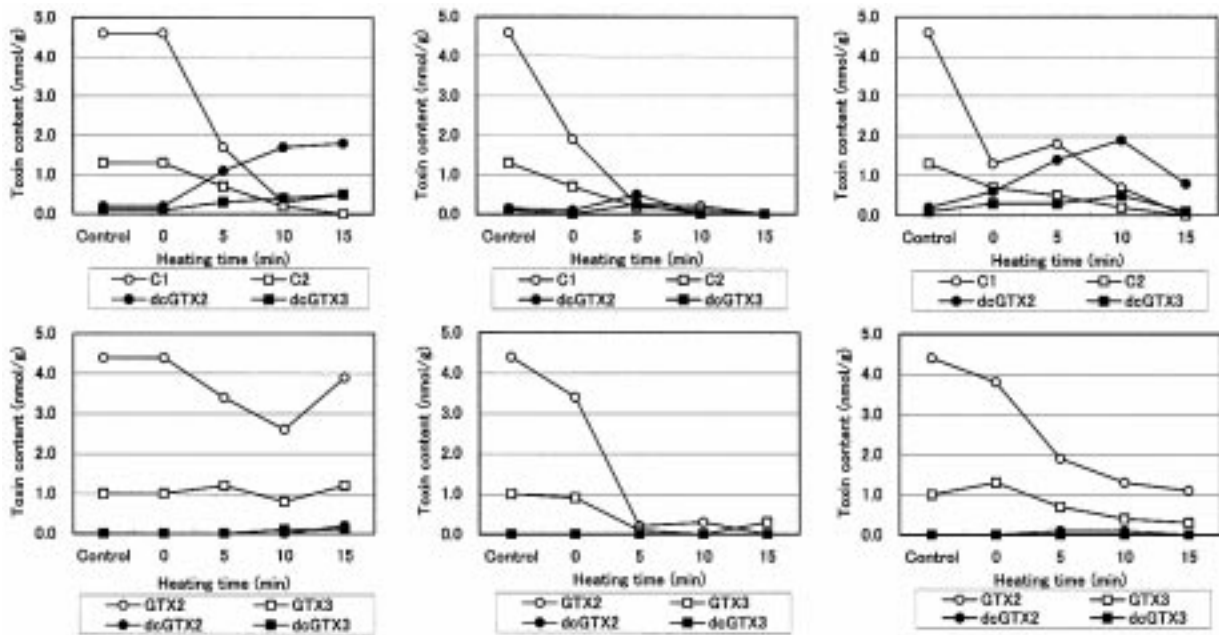 Toxin content (nmol/g)
5.0
4.0
3.0
2.0
1.0
0.0
Control 0 5 10 15
Heating time (min)
C1 C2
dcGTX2 dcGTX3
Toxin content (nmol/g)
5.0
4.0
3.0
2.0
1.0
0.0
Control 0 5 10 15
Heating time (min)
C1 C2
dcGTX2 dcGTX3
Toxin content (nmol/g)
5.0
4.0
3.0
2.0
1.0
0.0
Control 0 5 10 15
Heating time (min)
C1 C2
dcGTX2 dcGTX3
Toxin content (nmol/g)
5.0
4.0
3.0
2.0
1.0
0.0
Control 0 5 10 15
Heating time (min)
GTX2 GTX3
dcGTX2 dcGTX3
Toxin content (nmol/g)
5.0
4.0
3.0
2.0
1.0
0.0
Control 0 5 10 15
Heating time (min)
GTX2 GTX3
dcGTX2 dcGTX3
Toxin content (nmol/g)
5.0
4.0
3.0
2.0
1.0
0.0
Control 0 5 10 15
Heating time (min)
GTX2 GTX3
dcGTX2 dcGTX3